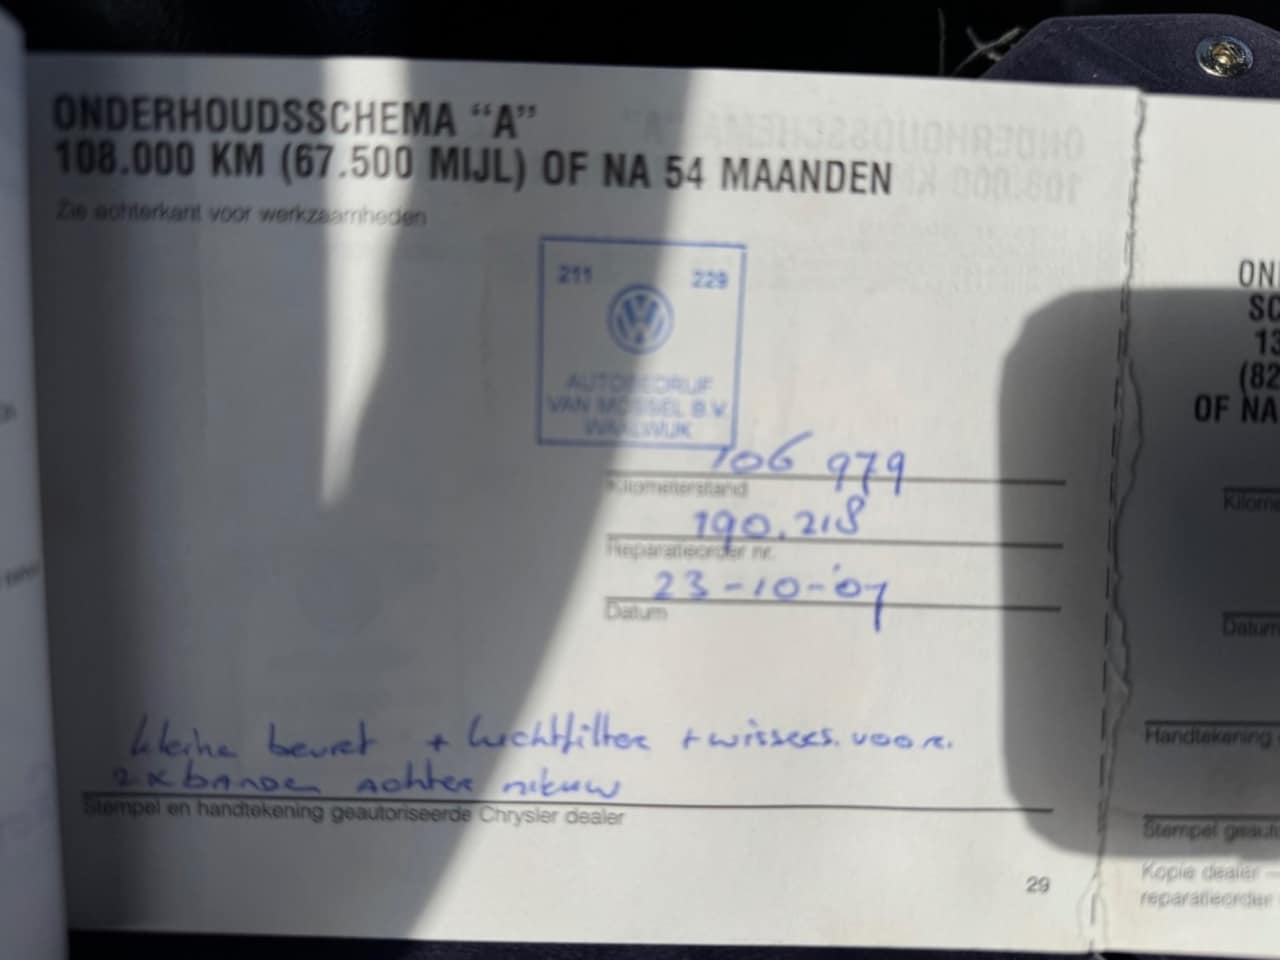 ONDERHOUDSSCHEMA “A”
108.000 KM (67.500 MIJL) OF NA 54 MAANDEN
Zie achterkant voor werkzaamheden
211 229
AUTOBEDRIJF
VAN MOSSEL B.V.
WAALWIJK
106 979
Kilometerstand
190.218
Reparatieorder nr.
23-10-'07
Datum
kleine beurt + luchtfilter + wissers. voor.
2x banden achter nieuw
Stempel en handtekening geautoriseerde Chrysler dealer
29
ON
SC
13
(82
OF NA
Kilom
Datum
Handtekening
Stempel geaut
Kopie dealer —
reparatieorder